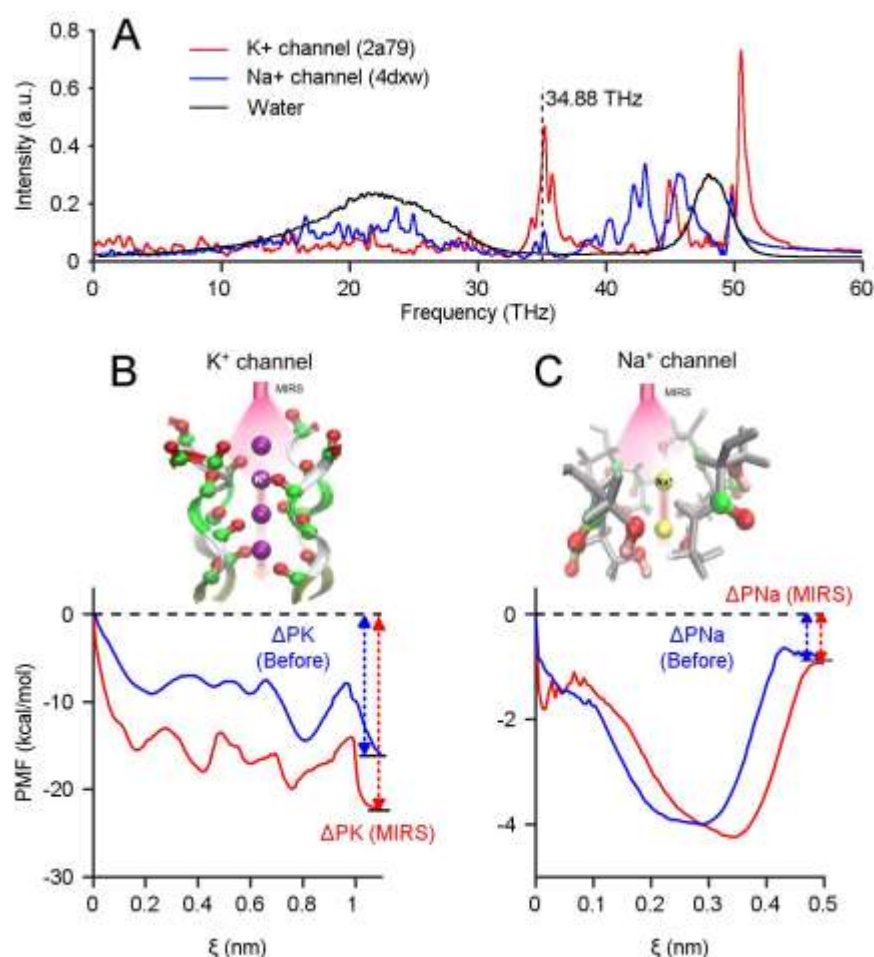 A
K+ channel (2a79)
Na+ channel (4dxw)
Water
34.88 THz
Intensity (a.u.)
0.8
0.6
0.4
0.2
0
0 10 20 30 40 50 60
Frequency (THz)
B
K⁺ channel
MIRS
C
Na⁺ channel
MIRS
Na⁺
PMF (kcal/mol)
0
-10
-20
-30
ΔPK
(Before)
ΔPK (MIRS)
0 0.2 0.4 0.6 0.8 1
ξ (nm)
ΔPNa (MIRS)
ΔPNa
(Before)
0
-2
-4
0 0.1 0.2 0.3 0.4 0.5
ξ (nm)